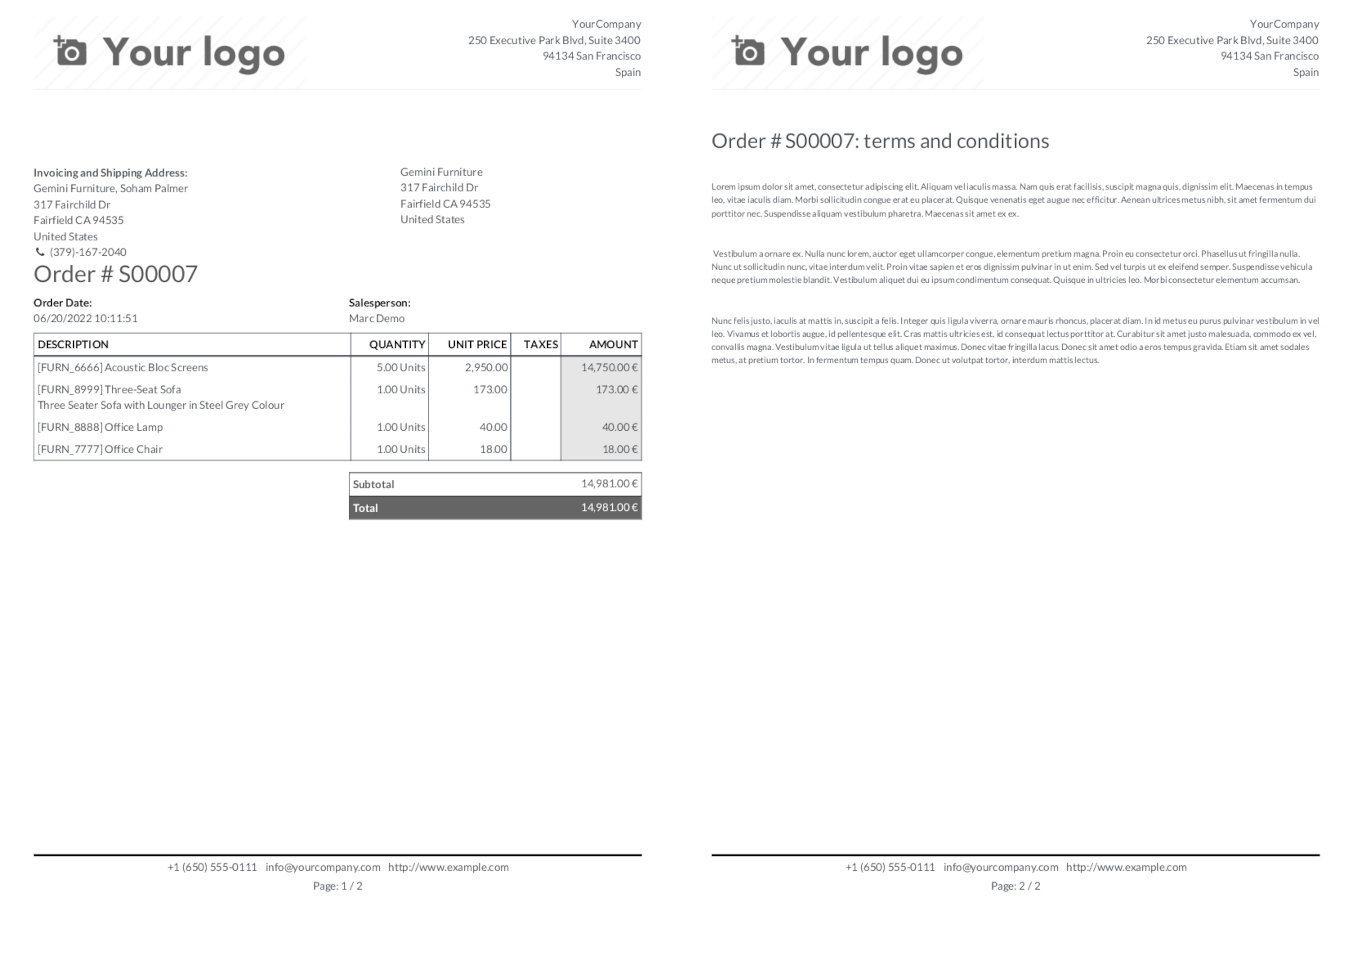 Your logo
YourCompany
250 Executive Park Blvd, Suite 3400
94134 San Francisco
Spain
Invoicing and Shipping Address:
Gemini Furniture, Soham Palmer
317 Fairchild Dr
Fairfield CA 94535
United States
(379)-167-2040
Gemini Furniture
317 Fairchild Dr
Fairfield CA 94535
United States
Order # S00007
Order Date: Salesperson:
06/20/2022 10:11:51 Marc Demo
DESCRIPTION QUANTITY UNIT PRICE TAXES AMOUNT
[FURN_6666] Acoustic Bloc Screens 5.00 Units 2,950.00 14,750.00 €
[FURN_8999] Three-Seat Sofa 1.00 Units 173.00 173.00 €
Three Seater Sofa with Lounger in Steel Grey Colour
[FURN_8888] Office Lamp 1.00 Units 40.00 40.00 €
[FURN_7777] Office Chair 1.00 Units 18.00 18.00 €
Subtotal 14,981.00 €
Total 14,981.00 €
+1 (650) 555-0111 info@yourcompany.com http://www.example.com
Page: 1 / 2
Your logo
YourCompany
250 Executive Park Blvd, Suite 3400
94134 San Francisco
Spain
Order # S00007: terms and conditions
Lorem ipsum dolor sit amet, consectetur adipiscing elit. Aliquam vel iaculis massa. Nam quis erat facilisis, suscipit magna quis, dignissim elit. Maecenas in tempus
leo, vitae iaculis diam. Morbi sollicitudin congue erat eu placerat. Quisque venenatis eget augue nec efficitur. Aenean ultrices metus nibh, sit amet fermentum dui
porttitor nec. Suspendisse aliquam vestibulum pharetra. Maecenas sit amet ex ex.
Vestibulum a ornare ex. Nulla nunc lorem, auctor eget ullamcorper congue, elementum pretium magna. Proin eu consectetur orci. Phasellus ut fringilla nulla.
Nunc ut sollicitudin nunc, vitae interdum velit. Proin vitae sapien et eros dignissim pulvinar in ut enim. Sed vel turpis ut ex eleifend semper. Suspendisse vehicula
neque pretium molestie blandit. Vestibulum aliquet dui eu ipsum condimentum consequat. Quisque in ultricies leo. Morbi consectetur elementum accumsan.
Nunc felis justo, iaculis at mattis in, suscipit a felis. Integer quis ligula viverra, ornare mauris rhoncus, placerat diam. In id metus eu purus pulvinar vestibulum in vel
leo. Vivamus et lobortis augue, id pellentesque elit. Cras mattis ultricies est, id consequat lectus porttitor at. Curabitur sit amet justo malesuada, commodo ex vel,
convallis magna. Vestibulum vitae ligula ut tellus aliquet maximus. Donec vitae fringilla lacus. Donec sit amet odio a eros tempus gravida. Etiam sit amet sodales
metus, at pretium tortor. In fermentum tempus quam. Donec ut volutpat tortor, interdum mattis lectus.
+1 (650) 555-0111 info@yourcompany.com http://www.example.com
Page: 2 / 2